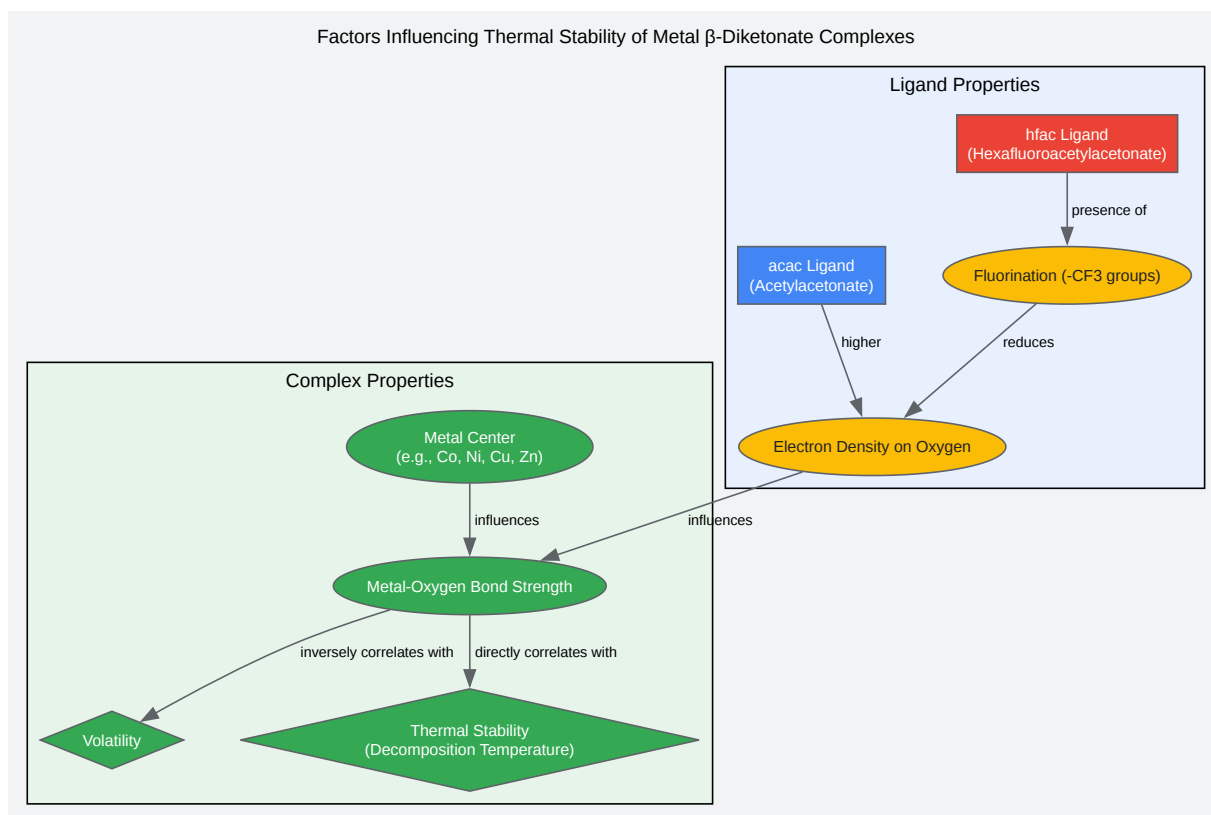 Factors Influencing Thermal Stability of Metal β-Diketonate Complexes
Ligand Properties
hfac Ligand
(Hexafluoroacetylacetonate)
presence of
acac Ligand
(Acetylacetonate)
Fluorination (-CF3 groups)
higher
reduces
Complex Properties
Metal Center
(e.g., Co, Ni, Cu, Zn)
Electron Density on Oxygen
influences
influences
Metal-Oxygen Bond Strength
inversely correlates with
directly correlates with
Volatility
Thermal Stability
(Decomposition Temperature)